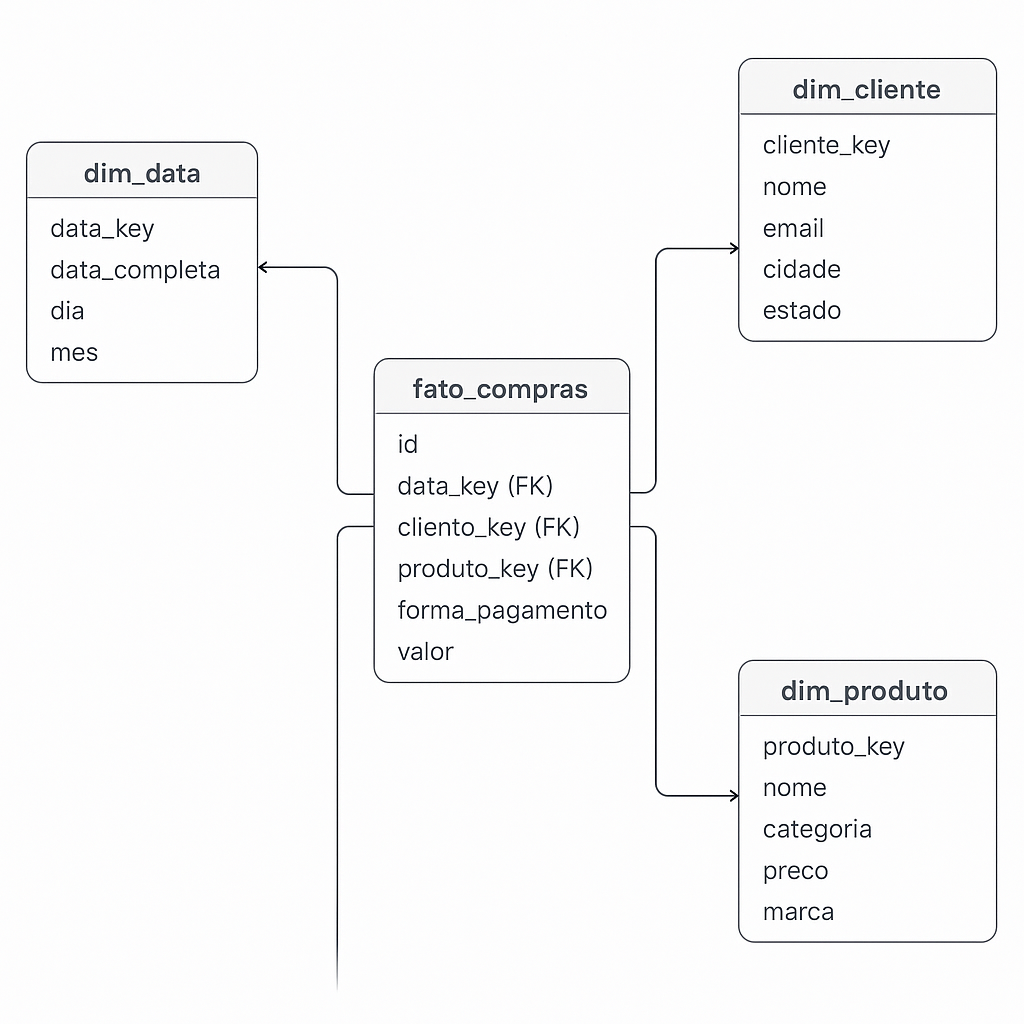 dim_data
data_key
data_completa
dia
mes
fato_compras
id
data_key (FK)
cliento_key (FK)
produto_key (FK)
forma_pagamento
valor
dim_cliente
cliente_key
nome
email
cidade
estado
dim_produto
produto_key
nome
categoria
preco
marca